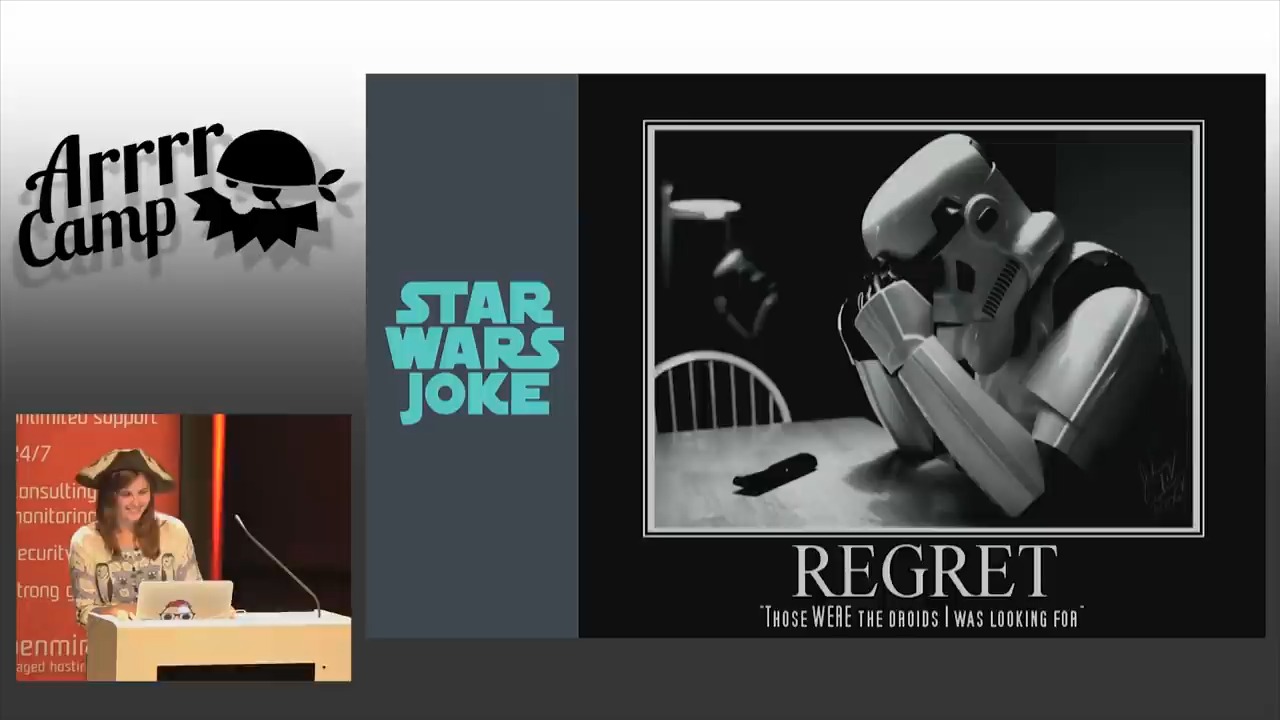 Arrrr
Camp
unlimited support
24/7
consulting
monitoring
security
strong
STAR
WARS
JOKE
REGRET
"THOSE WERE THE DROIDS I WAS LOOKING FOR"